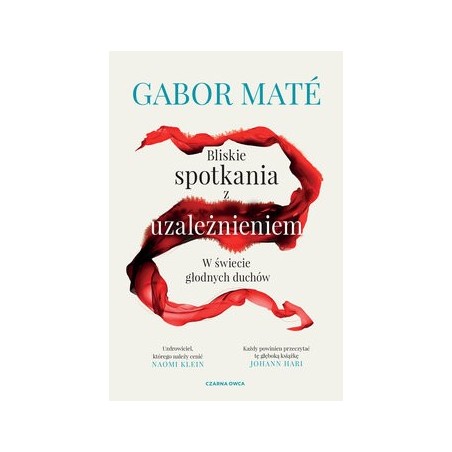 GABOR MATÉ
Bliskie
spotkania
z
uzależnieniem
W świecie
głodnych duchów
Uzdrowiciel,
którego należy cenić
NAOMI KLEIN
Każdy powinien przeczytać
tę głęboką książkę
JOHANN HARI
CZARNA OWCA